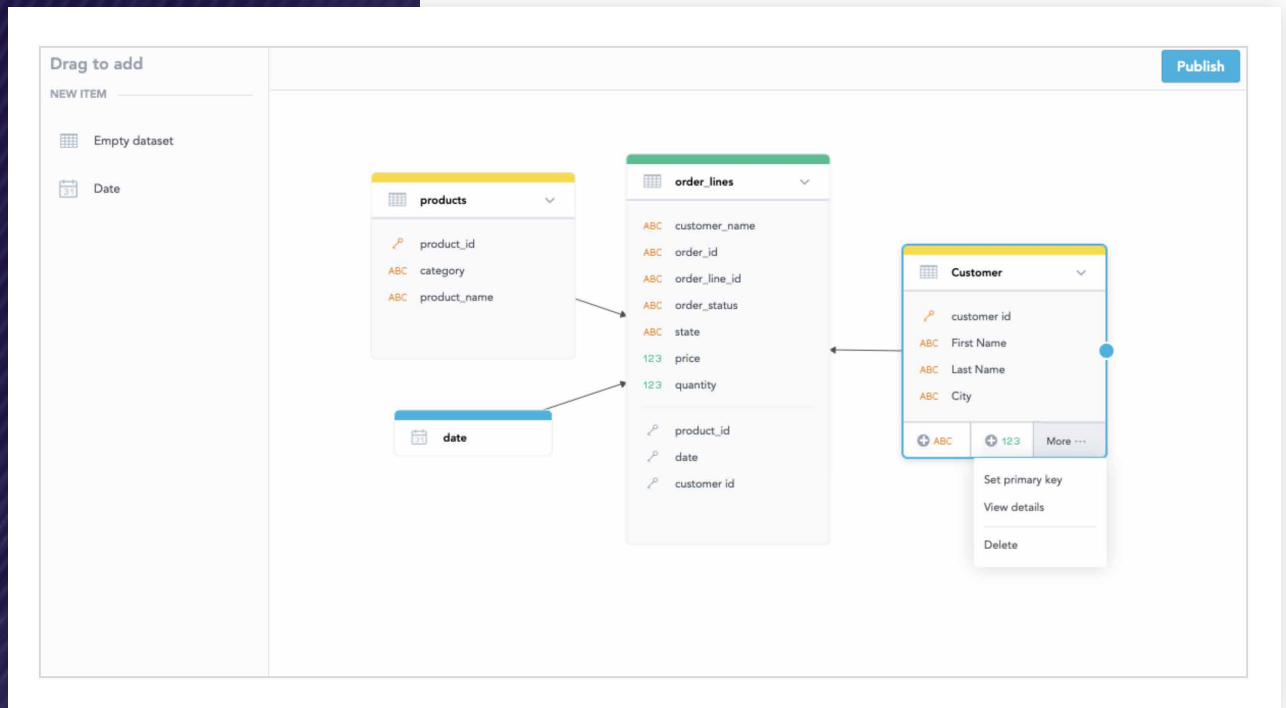 Drag to add
NEW ITEM
Empty dataset
31 Date
Publish
products
product_id
ABC category
ABC product_name
31 date
order_lines
ABC customer_name
ABC order_id
ABC order_line_id
ABC order_status
ABC state
123 price
123 quantity
product_id
date
customer id
Customer
customer id
ABC First Name
ABC Last Name
ABC City
ABC 123 More ···
Set primary key
View details
Delete